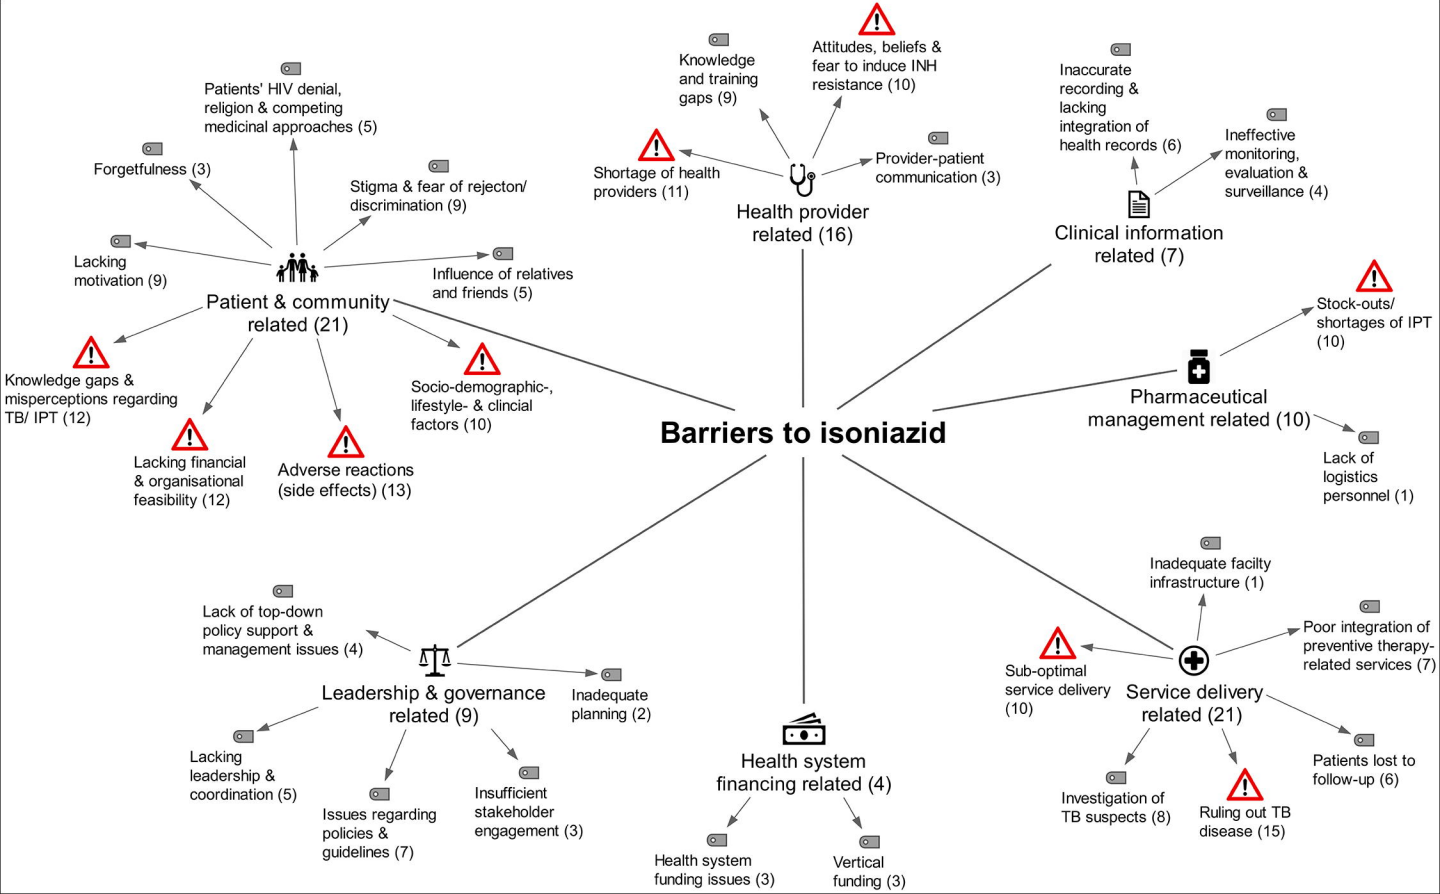 Patients' HIV denial,
religion & competing
medicinal approaches (5)
Forgetfulness (3)
Stigma & fear of rejecton/
discrimination (9)
Lacking
motivation (9)
Influence of relatives
and friends (5)
Patient & community
related (21)
Knowledge gaps &
misperceptions regarding
TB/ IPT (12)
Lacking financial
& organisational
feasibility (12)
Adverse reactions
(side effects) (13)
Socio-demographic-,
lifestyle- & clincial
factors (10)
Knowledge
and training
gaps (9)
Attitudes, beliefs &
fear to induce INH
resistance (10)
Shortage of health
providers (11)
Provider-patient
communication (3)
Health provider
related (16)
Inaccurate
recording &
lacking
integration of
health records (6)
Ineffective
monitoring,
evaluation &
surveillance (4)
Clinical information
related (7)
Stock-outs/
shortages of IPT
(10)
Pharmaceutical
management related (10)
Lack of
logistics
personnel (1)
Barriers to isoniazid
Lack of top-down
policy support &
management issues (4)
Leadership & governance
related (9)
Inadequate
planning (2)
Lacking
leadership &
coordination (5)
Issues regarding
policies &
guidelines (7)
Insufficient
stakeholder
engagement (3)
Health system
financing related (4)
Health system
funding issues (3)
Vertical
funding (3)
Inadequate facilty
infrastructure (1)
Poor integration of
preventive therapy-
related services (7)
Sub-optimal
service delivery
(10)
Service delivery
related (21)
Patients lost to
follow-up (6)
Investigation of
TB suspects (8)
Ruling out TB
disease (15)